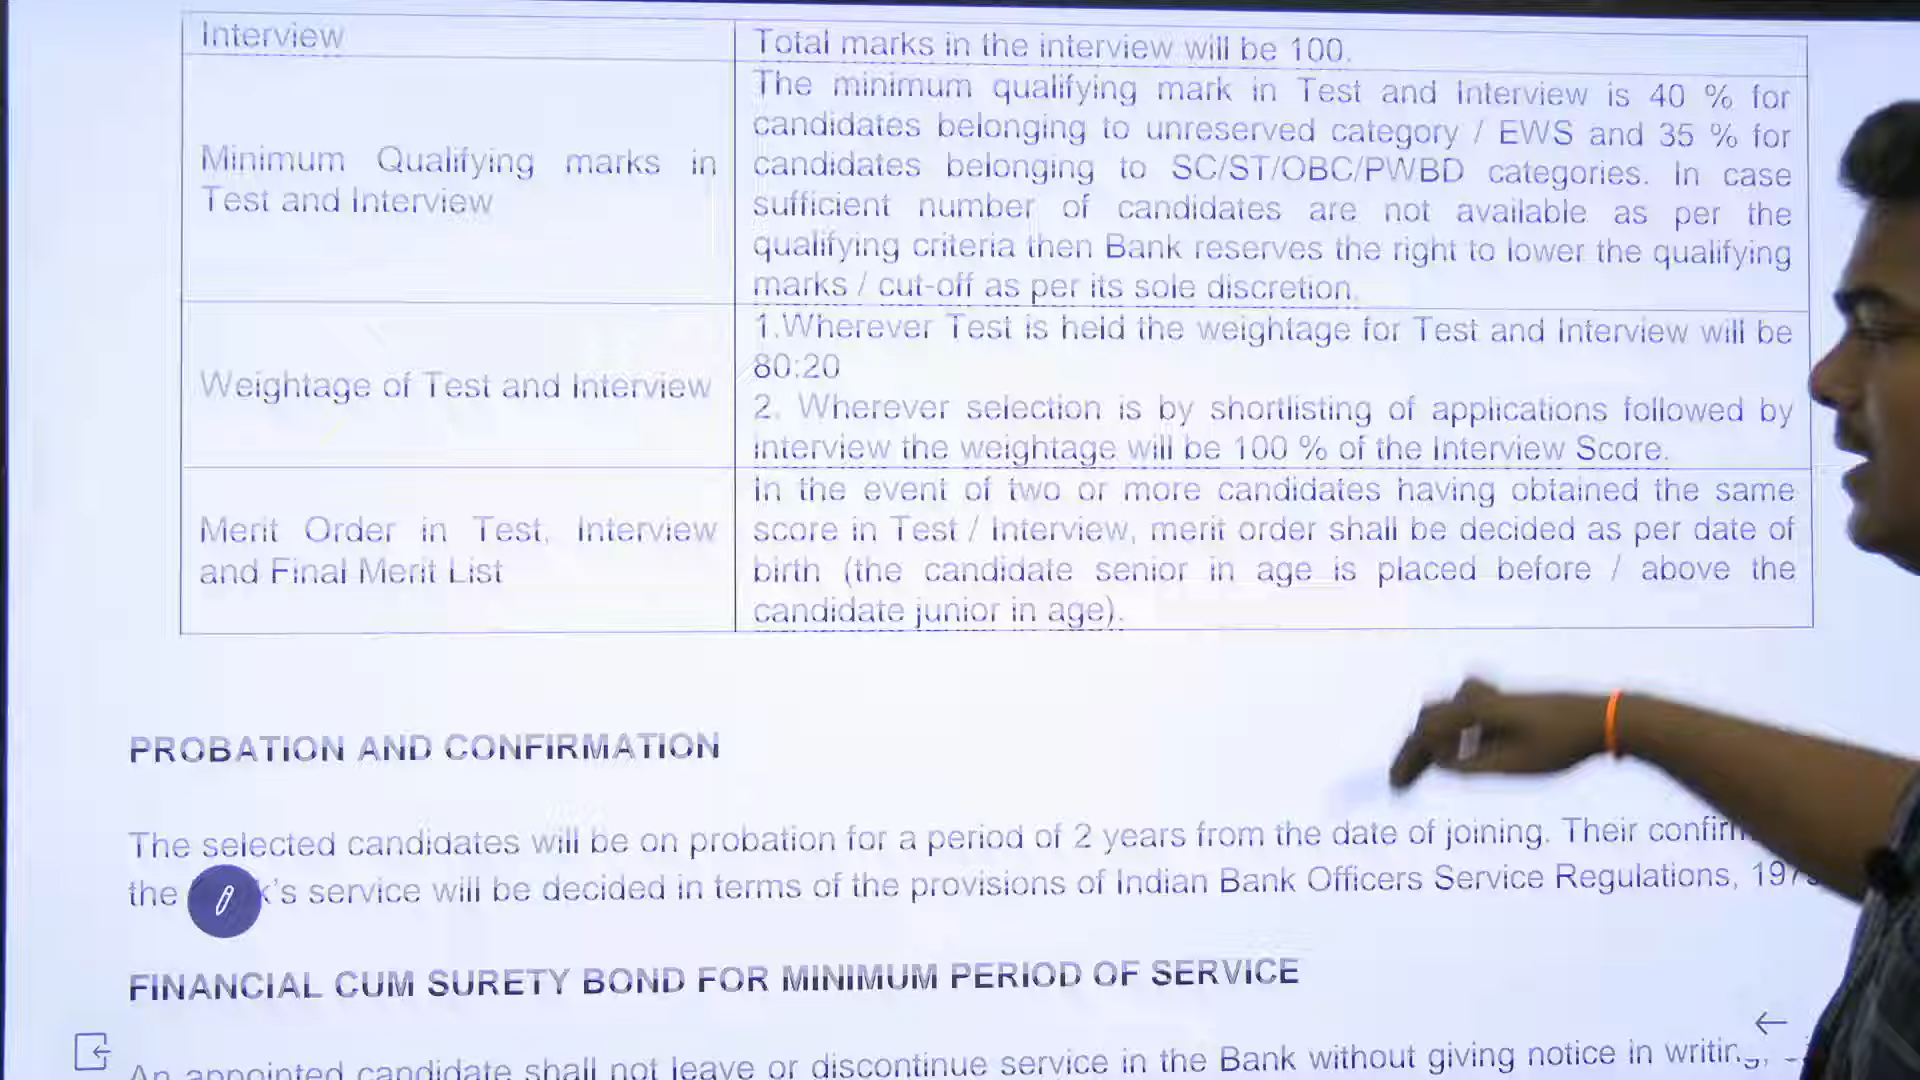 Interview
Total marks in the interview will be 100.
Minimum Qualifying marks in
Test and Interview
The minimum qualifying mark in Test and Interview is 40 % for
candidates belonging to unreserved category / EWS and 35 % for
candidates belonging to SC/ST/OBC/PWBD categories. In case
sufficient number of candidates are not available as per the
qualifying criteria then Bank reserves the right to lower the qualifying
marks / cut-off as per its sole discretion.
Weightage of Test and Interview
1.Wherever Test is held the weightage for Test and Interview will be
80:20
2. Wherever selection is by shortlisting of applications followed by
interview the weightage will be 100 % of the Interview Score.
Merit Order in Test, Interview
and Final Merit List
In the event of two or more candidates having obtained the same
score in Test / Interview, merit order shall be decided as per date of
birth (the candidate senior in age is placed before / above the
candidate junior in age).
PROBATION AND CONFIRMATION
The selected candidates will be on probation for a period of 2 years from the date of joining. Their
the k's service will be decided in terms of the provisions of Indian Bank Officers Service Regulations,
FINANCIAL CUM SURETY BOND FOR MINIMUM PERIOD OF SERVICE
An appointed candidate shall not leave or discontinue service in the Bank without giving notice in